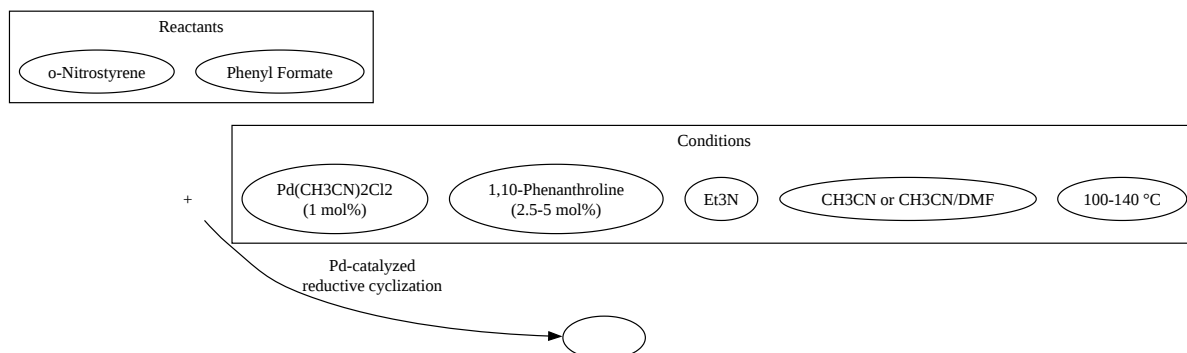 Reactants
o-Nitrostyrene
Phenyl Formate
Conditions
Pd(CH3CN)2Cl2
(1 mol%)
1,10-Phenanthroline
(2.5-5 mol%)
Et3N
CH3CN or CH3CN/DMF
100-140 °C
+
Pd-catalyzed
reductive cyclization